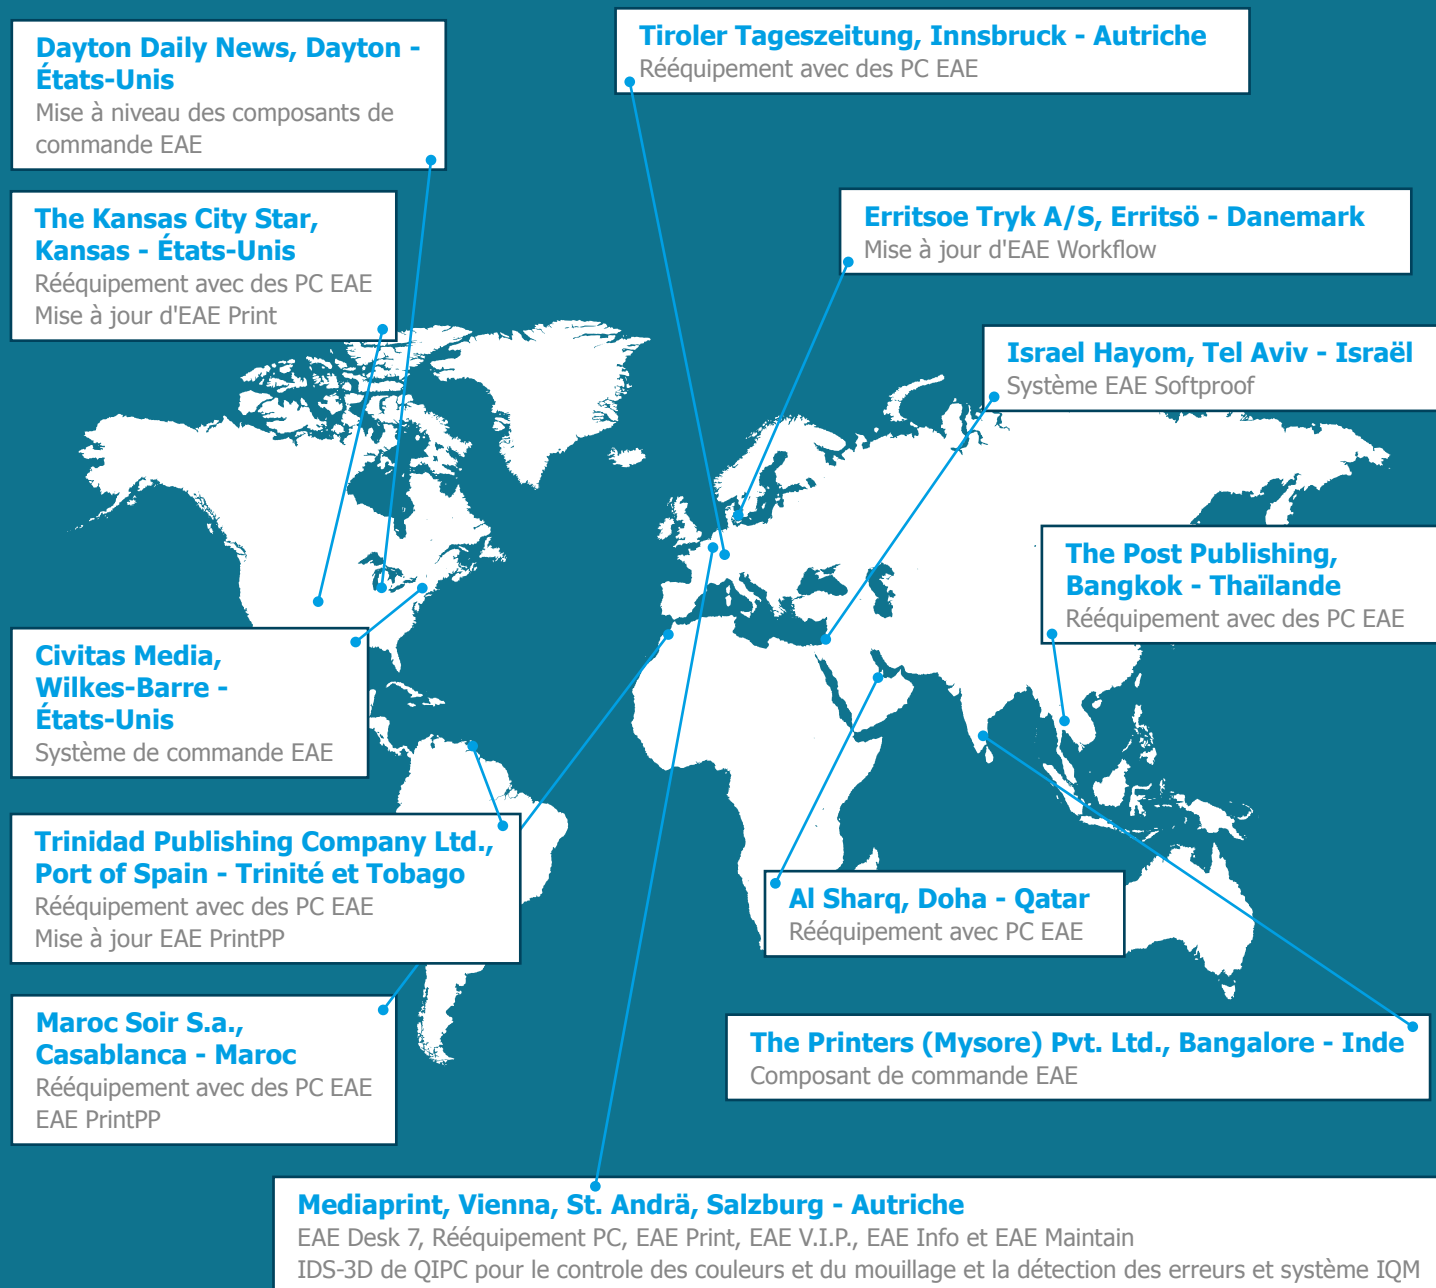 Dayton Daily News, Dayton -
États-Unis
Mise à niveau des composants de
commande EAE
Tiroler Tageszeitung, Innsbruck - Autriche
Rééquipement avec des PC EAE
The Kansas City Star,
Kansas - États-Unis
Rééquipement avec des PC EAE
Mise à jour d'EAE Print
Erritsoe Tryk A/S, Erritsö - Danemark
Mise à jour d'EAE Workflow
Israel Hayom, Tel Aviv - Israël
Système EAE Softproof
The Post Publishing,
Bangkok - Thaïlande
Rééquipement avec des PC EAE
Civitas Media,
Wilkes-Barre -
États-Unis
Système de commande EAE
Trinidad Publishing Company Ltd.,
Port of Spain - Trinité et Tobago
Rééquipement avec des PC EAE
Mise à jour EAE PrintPP
Al Sharq, Doha - Qatar
Rééquipement avec PC EAE
Maroc Soir S.a.,
Casablanca - Maroc
Rééquipement avec des PC EAE
EAE PrintPP
The Printers (Mysore) Pvt. Ltd., Bangalore - Inde
Composant de commande EAE
Mediaprint, Vienna, St. Andrä, Salzburg - Autriche
EAE Desk 7, Rééquipement PC, EAE Print, EAE V.I.P., EAE Info et EAE Maintain
IDS-3D de QIPC pour le controle des couleurs et du mouillage et la détection des erreurs et système IQM